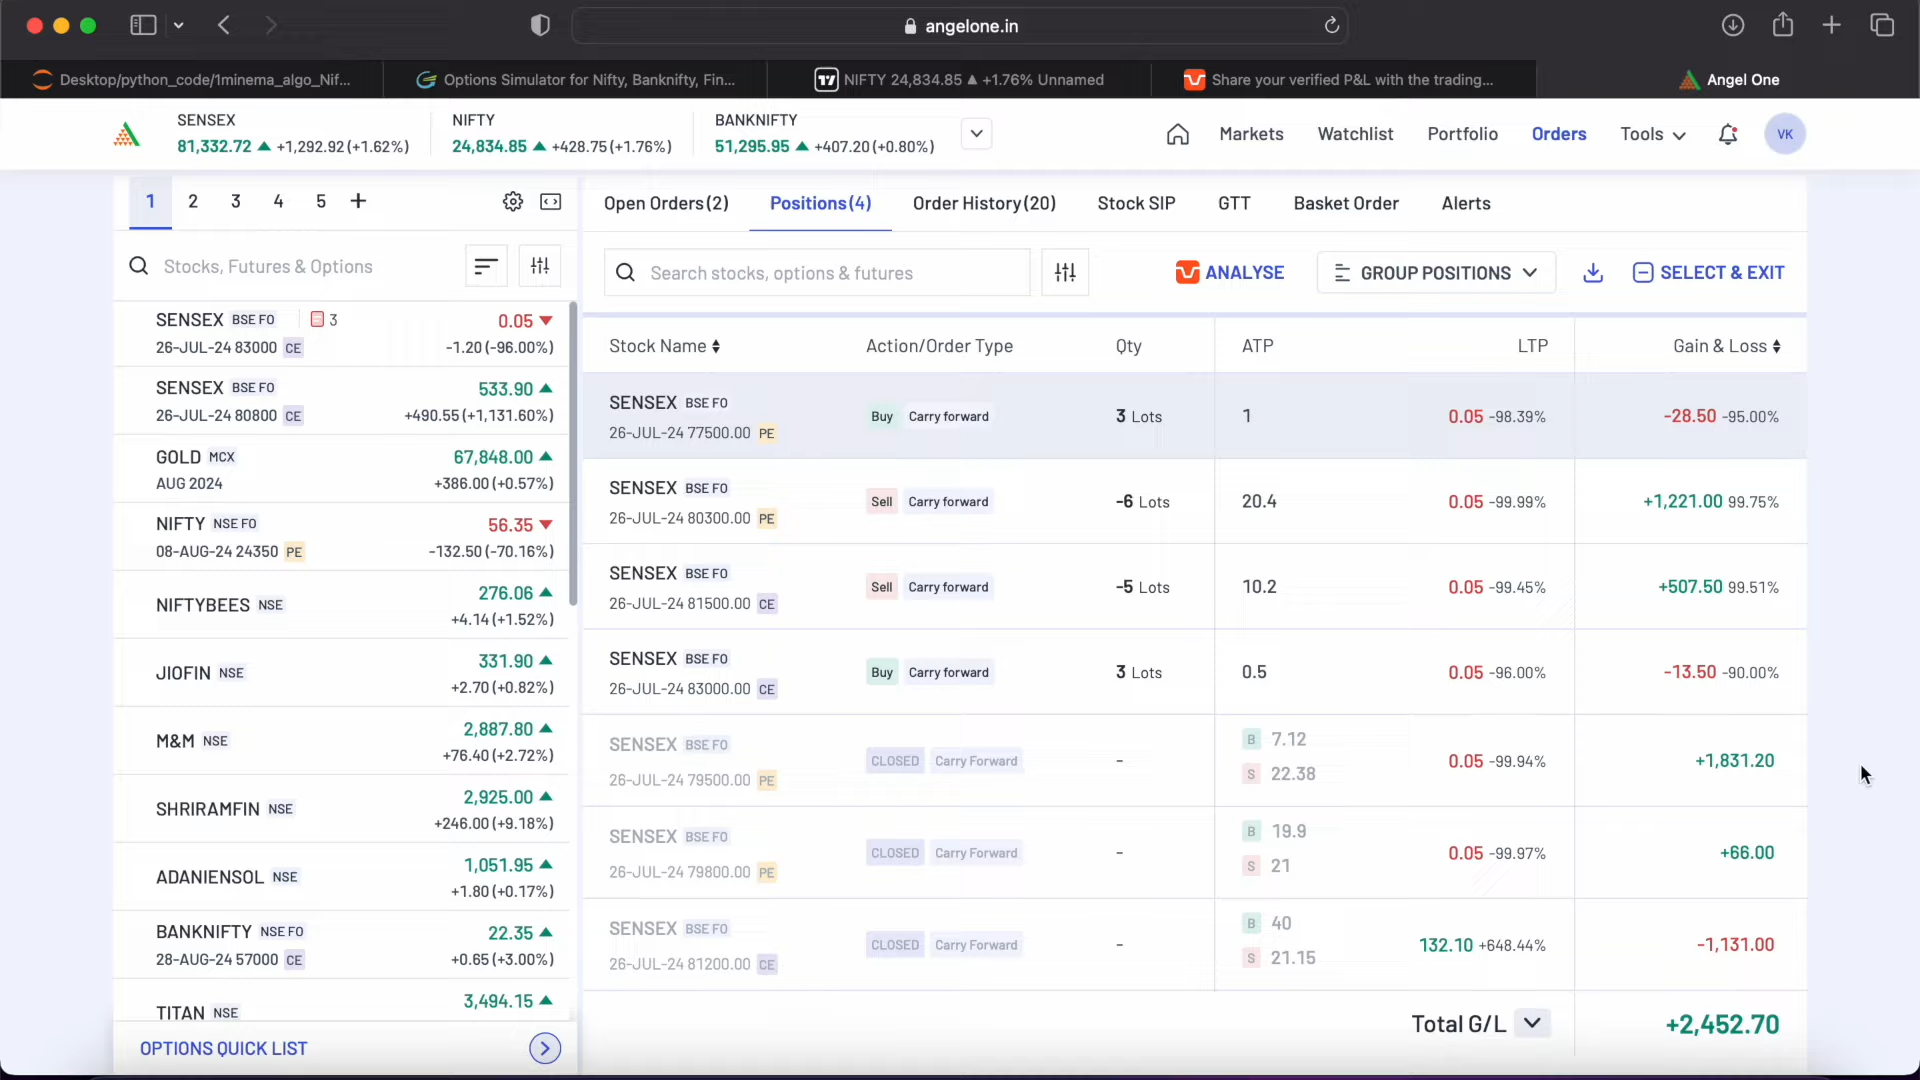 angelone.in
Desktop/python_code/1minema_algo_Nif...
Options Simulator for Nifty, Banknifty, Fin...
NIFTY 24,834.85 ▲ +1.76% Unnamed
Share your verified P&L with the trading...
Angel One
SENSEX
81,332.72 ▲ +1,292.92 (+1.62%)
NIFTY
24,834.85 ▲ +428.75 (+1.76%)
BANKNIFTY
51,295.95 ▲ +407.20 (+0.80%)
Markets
Watchlist
Portfolio
Orders
Tools
VK
1 2 3 4 5 +
Stocks, Futures & Options
SENSEX BSE FO 3 0.05 ▼
26-JUL-24 83000 CE -1.20 (-96.00%)
SENSEX BSE FO 533.90 ▲
26-JUL-24 80800 CE +490.55 (+1,131.60%)
GOLD MCX 67,848.00 ▲
AUG 2024 +386.00 (+0.57%)
NIFTY NSE FO 56.35 ▼
08-AUG-24 24350 PE -132.50 (-70.16%)
NIFTYBEES NSE 276.06 ▲
+4.14 (+1.52%)
JIOFIN NSE 331.90 ▲
+2.70 (+0.82%)
M&M NSE 2,887.80 ▲
+76.40 (+2.72%)
SHRIRAMFIN NSE 2,925.00 ▲
+246.00 (+9.18%)
ADANIENSOL NSE 1,051.95 ▲
+1.80 (+0.17%)
BANKNIFTY NSE FO 22.35 ▲
28-AUG-24 57000 CE +0.65 (+3.00%)
TITAN NSE 3,494.15 ▲
OPTIONS QUICK LIST
Open Orders (2) Positions (4) Order History (20) Stock SIP GTT Basket Order Alerts
Search stocks, options & futures
ANALYSE
GROUP POSITIONS
SELECT & EXIT
Stock Name Action/Order Type Qty ATP LTP Gain & Loss
SENSEX BSE FO
26-JUL-24 77500.00 PE
Buy Carry forward 3 Lots 1 0.05 -98.39% -28.50 -95.00%
SENSEX BSE FO
26-JUL-24 80300.00 PE
Sell Carry forward -6 Lots 20.4 0.05 -99.99% +1,221.00 99.75%
SENSEX BSE FO
26-JUL-24 81500.00 CE
Sell Carry forward -5 Lots 10.2 0.05 -99.45% +507.50 99.51%
SENSEX BSE FO
26-JUL-24 83000.00 CE
Buy Carry forward 3 Lots 0.5 0.05 -96.00% -13.50 -90.00%
SENSEX BSE FO
26-JUL-24 79500.00 PE
CLOSED Carry Forward - B 7.12
S 22.38
0.05 -99.94% +1,831.20
SENSEX BSE FO
26-JUL-24 79800.00 PE
CLOSED Carry Forward - B 19.9
S 21
0.05 -99.97% +66.00
SENSEX BSE FO
26-JUL-24 81200.00 CE
CLOSED Carry Forward - B 40
S 21.15
132.10 +648.44% -1,131.00
Total G/L +2,452.70